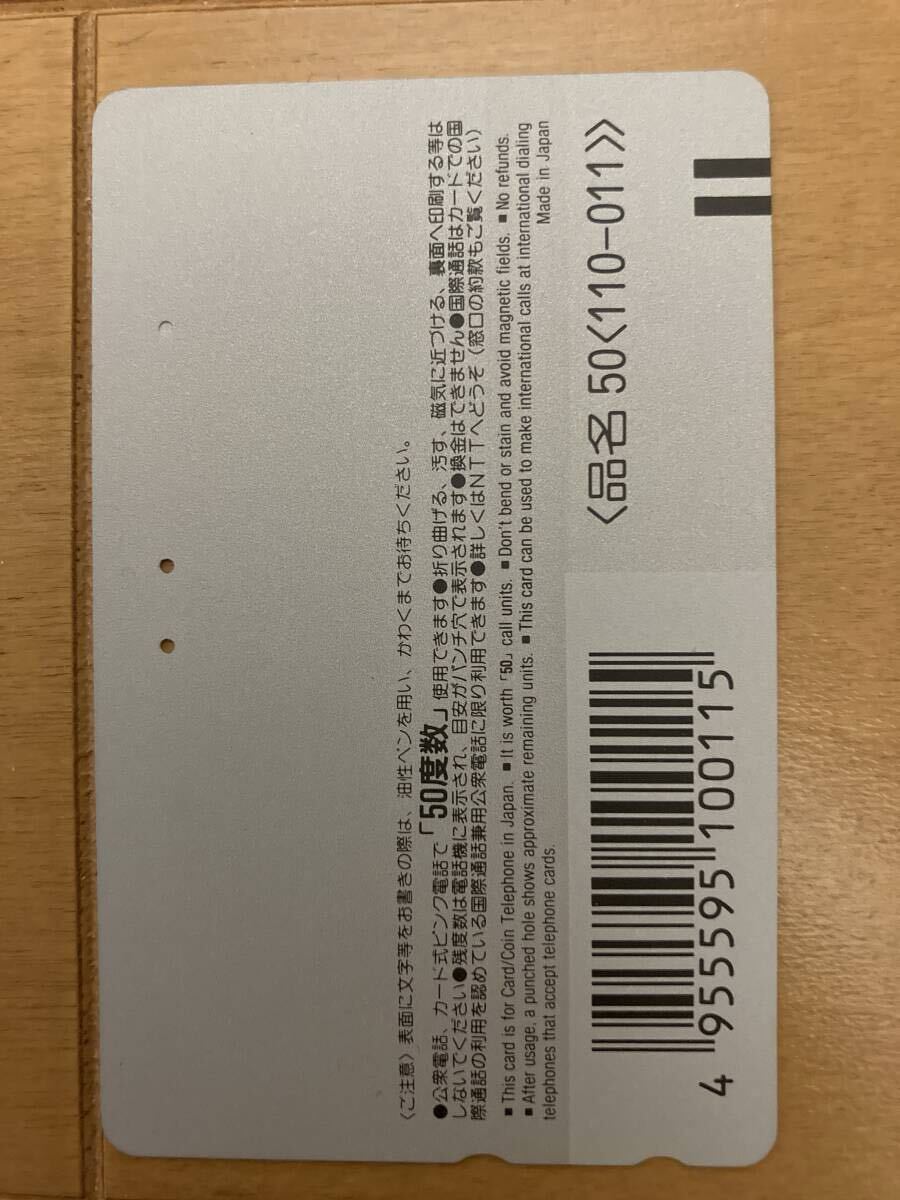 〈ご注意〉表面に文字等をお書きの際は、油性ペンを用い、かわくまでお待ちください。
●公衆電話、カード式ピンク電話で「50度数」使用できます●折り曲げる、汚す、磁気に近づける、裏面へ印刷する等は
しないでください●残度数は電話機に表示され、目安がパンチ穴で表示されます●換金はできません●国際通話はカードでの国
際通話の利用を認めている国際通話兼用公衆電話に限り利用できます●詳しくはNTTへどうぞ（窓口の約款もご覧ください）
■This card is for Card/Coin Telephone in Japan. ■It is worth「50」call units. ■Don't bend or stain and avoid magnetic fields. ■No refunds.
■After usage, a punched hole shows approximate remaining units. ■This card can be used to make international calls at international dialing
telephones that accept telephone cards.
Made in Japan
〈品名 50〈110-011〉〉
4 955595 100115